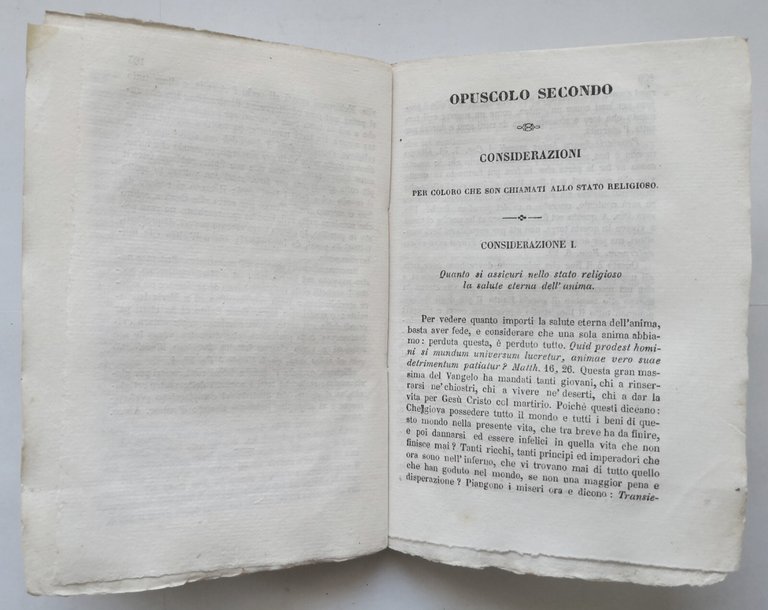 OPUSCOLO SECONDO
CONSIDERAZIONI
PER COLORO CHE SON CHIAMATI ALLO STATO RELIGIOSO.
CONSIDERAZIONE I.
Quanto si assicuri nello stato religioso
la salute eterna dell'anima.
Per vedere quanto importi la salute eterna dell'anima,
basta aver fede, e considerare che una sola anima abbia-
mo: perduta questa, è perduto tutto. Quid prodest homi-
ni si mundum universum lucretur, animae vero suae
detrimentum patiatur? Matth. 16, 26. Questa gran mas-
sima del Vangelo ha mandati tanti giovani, chi a rinser-
rarsi ne' chiostri, chi a vivere ne' deserti, chi a dar la
vita per Gesù Cristo col martirio. Poichè questi diceano:
Che giova possedere tutto il mondo e tutti i beni di que-
sto mondo nella presente vita, che tra breve ha da finire,
e poi dannarsi ed essere infelici in quella vita che non
finisce mai? Tanti ricchi, tanti principi ed imperadori che
ora sono nell'inferno, che vi trovano mai di tutto quello
che han goduto nel mondo, se non una maggior pena e
disperazione? Piangono i miseri ora e dicono: Transie-